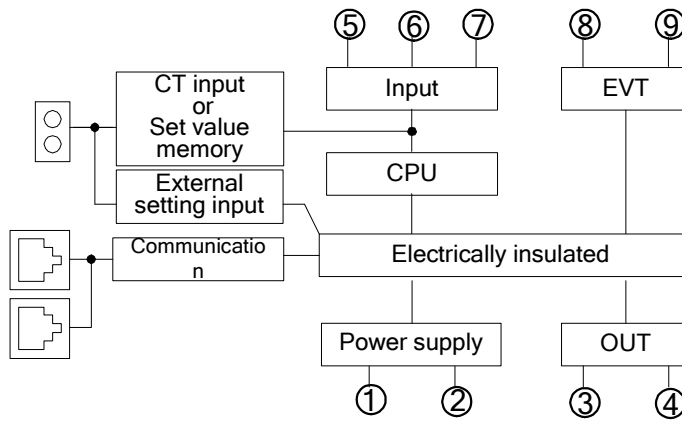 ⑤ ⑥ ⑦ ⑧ ⑨
CT input
or
Set value
memory
Input
EVT
CPU
External
setting input
Communicatio
n
Electrically insulated
Power supply
OUT
① ② ③ ④